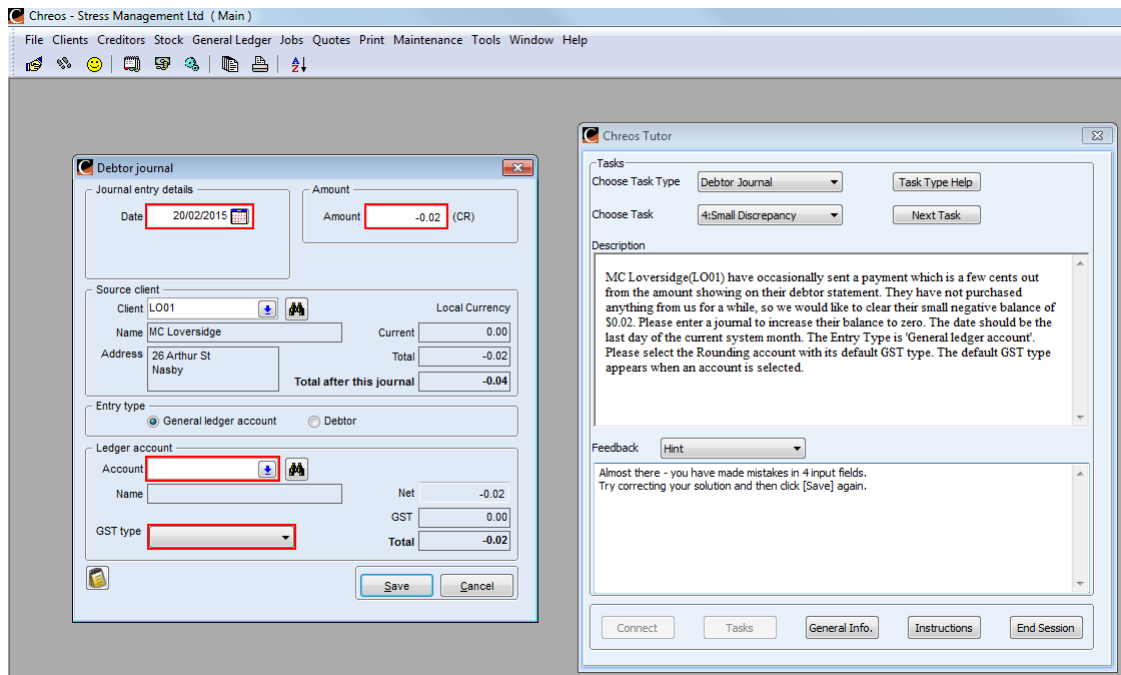 Chreos - Stress Management Ltd ( Main )
File Clients Creditors Stock General Ledger Jobs Quotes Print Maintenance Tools Window Help
Debtor journal
Journal entry details
Date 20/02/2015
Amount
Amount -0.02 (CR)
Source client
Client LO01
Local Currency
Name MC Loversidge
Current 0.00
Address 26 Arthur St
Nasby
Total -0.02
Total after this journal -0.04
Entry type
General ledger account Debtor
Ledger account
Account
Name
Net -0.02
GST 0.00
GST type
Total -0.02
Save Cancel
Chreos Tutor
Tasks
Choose Task Type Debtor Journal Task Type Help
Choose Task 4:Small Discrepancy Next Task
Description
MC Loversidge(LO01) have occasionally sent a payment which is a few cents out
from the amount showing on their debtor statement. They have not purchased
anything from us for a while, so we would like to clear their small negative balance of
$0.02. Please enter a journal to increase their balance to zero. The date should be the
last day of the current system month. The Entry Type is 'General ledger account'.
Please select the Rounding account with its default GST type. The default GST type
appears when an account is selected.
Feedback Hint
Almost there - you have made mistakes in 4 input fields.
Try correcting your solution and then click [Save] again.
Connect Tasks General Info. Instructions End Session